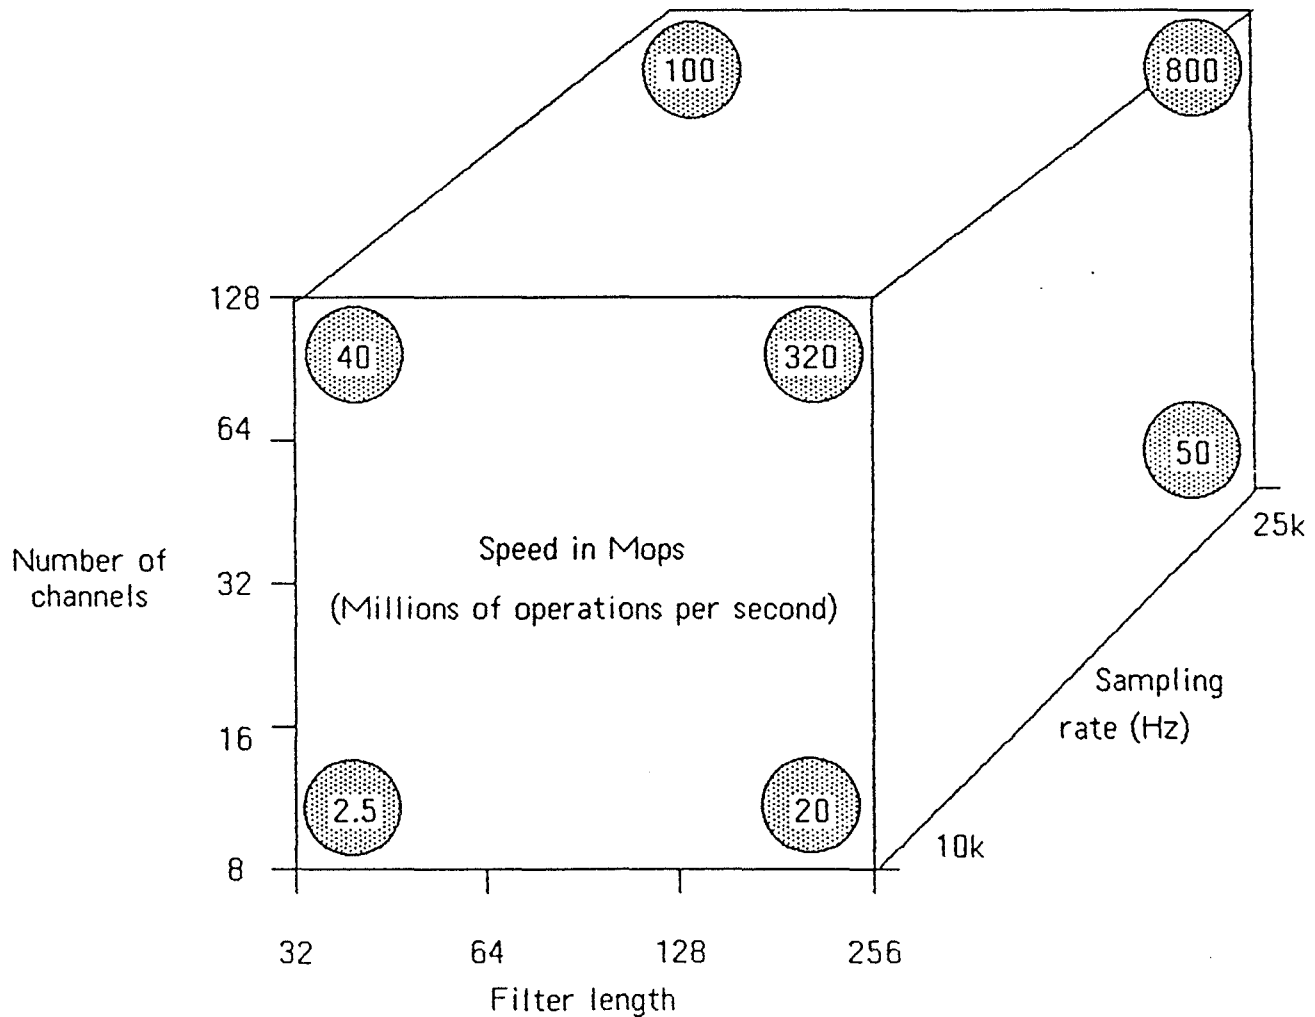 100
800
128
40
320
64
50
25k
Number of
channels
Speed in Mops
32
(Millions of operations per second)
Sampling
rate (Hz)
16
2.5
20
10k
8
32
64
128
256
Filter length